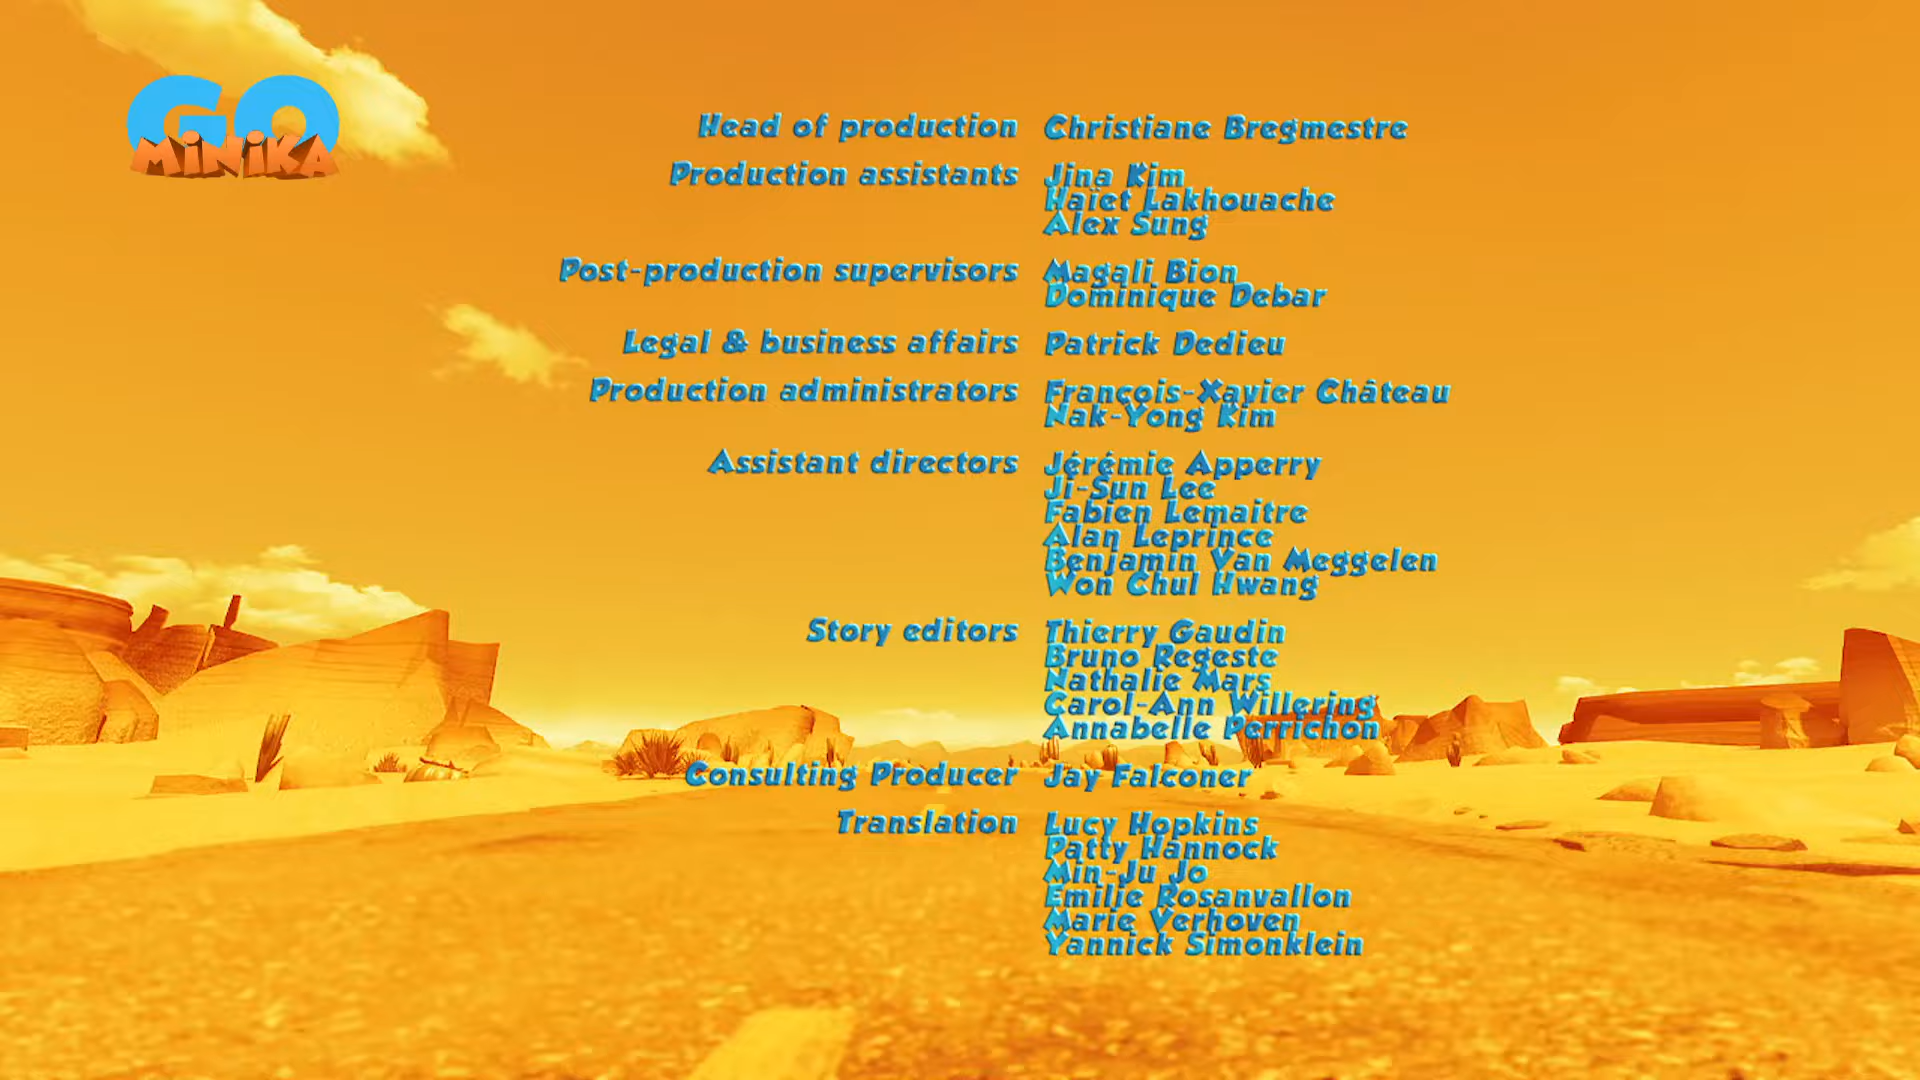 GO
MiNiKA
Head of production Christiane Bregmestre
Production assistants Jina Kim
Haïet Lakhouache
Alex Sung
Post-production supervisors Magali Bion
Dominique Debar
Legal & business affairs Patrick Dedieu
Production administrators François-Xavier Château
Nak-Yong Kim
Assistant directors Jérémie Apperry
Ji-Sun Lee
Fabien Lemaitre
Alan Leprince
Benjamin Van Meggelen
Won Chul Hwang
Story editors Thierry Gaudin
Bruno Regeste
Nathalie Mars
Carol-Ann Willering
Annabelle Perrichon
Consulting Producer Jay Falconer
Translation Lucy Hopkins
Patty Hannock
Min-Ju Jo
Emilie Rosanvallon
Marie Verhoven
Yannick Simonklein